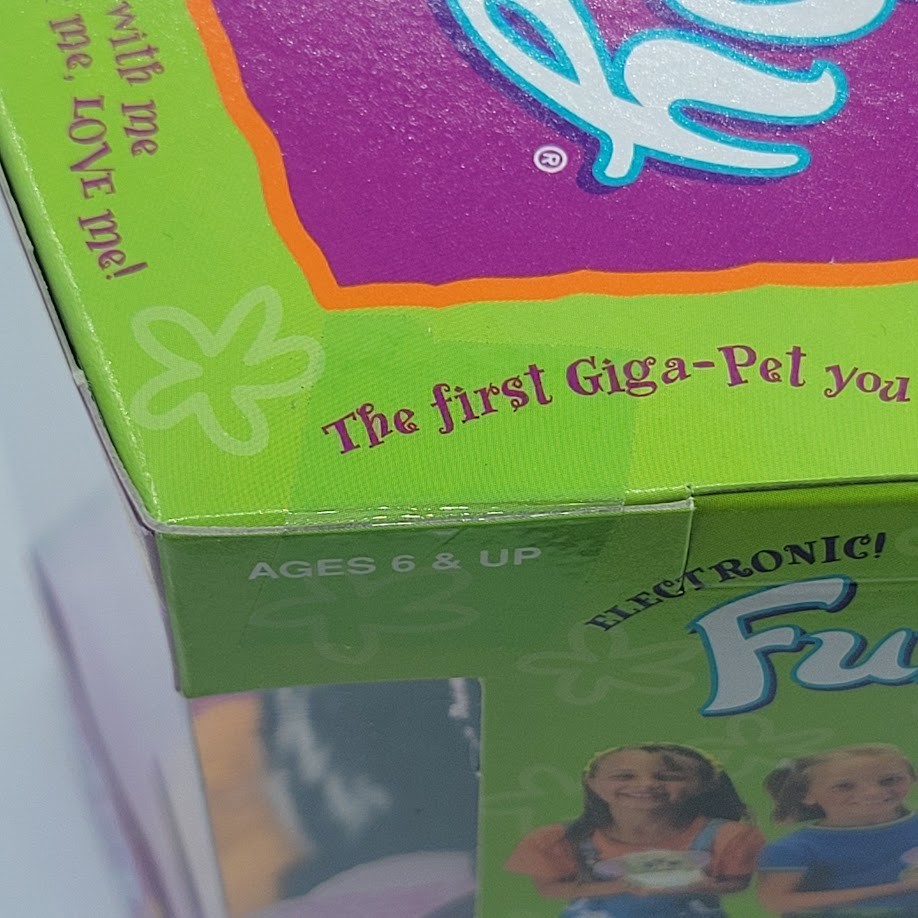 with me
me, LOVE me!
®
The first Giga-Pet you
AGES 6 & UP
ELECTRONIC!
Fu